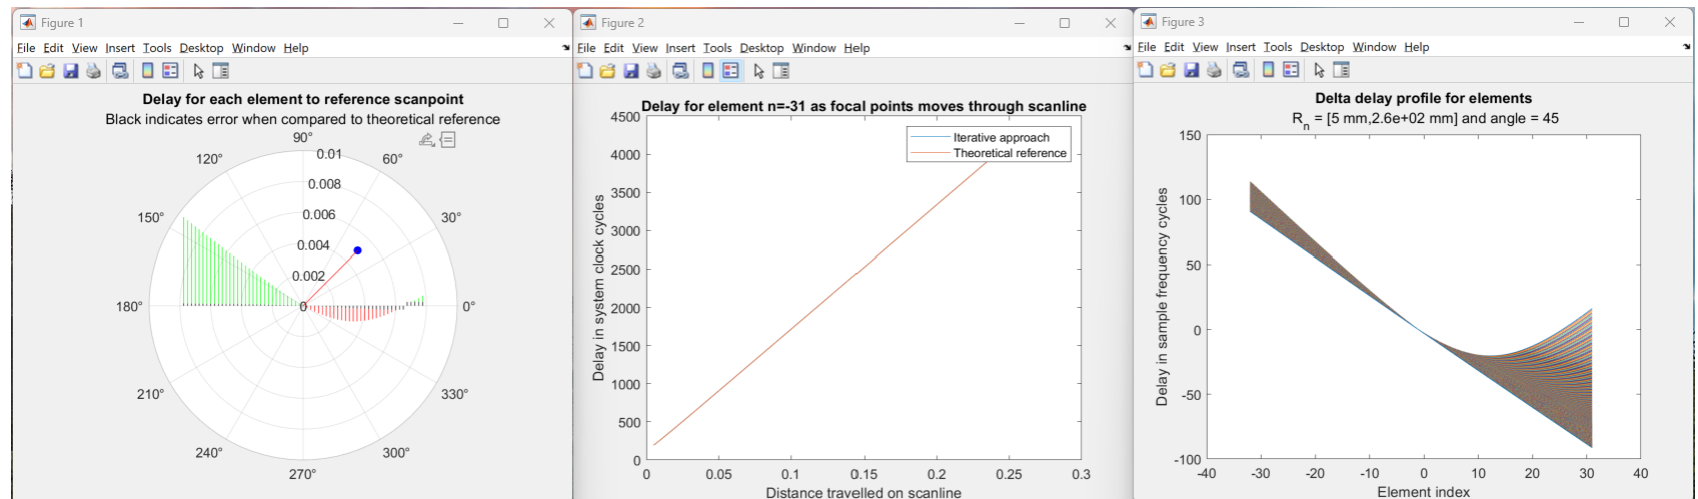 Figure 1
File Edit View Insert Tools Desktop Window Help
Delay for each element to reference scanpoint
Black indicates error when compared to theoretical reference
90°
120°
60°
0.01
0.008
150°
0.006
30°
0.004
0.002
180°
0
0°
210°
330°
240°
300°
270°
Figure 2
File Edit View Insert Tools Desktop Window Help
Delay for element n=-31 as focal points moves through scanline
4500
Iterative approach
Theoretical reference
4000
3500
3000
2500
2000
1500
1000
500
0
Delay in system clock cycles
0 0.05 0.1 0.15 0.2 0.25 0.3
Distance travelled on scanline
Figure 3
File Edit View Insert Tools Desktop Window Help
Delta delay profile for elements
Rn = [5 mm,2.6e+02 mm] and angle = 45
150
100
50
0
-50
-100
Delay in sample frequency cycles
-40 -30 -20 -10 0 10 20 30 40
Element index